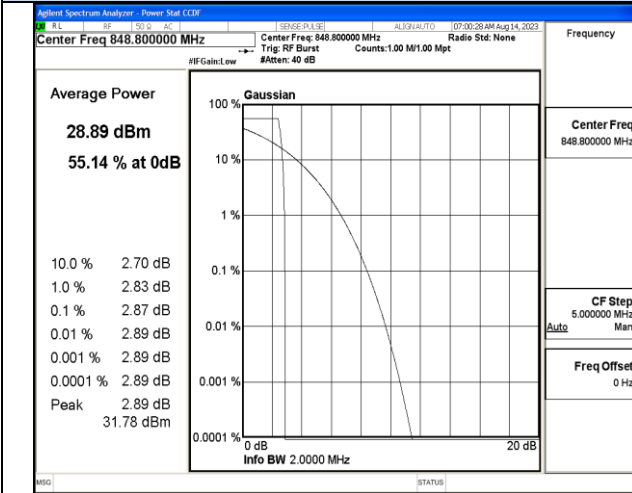 Agilent Spectrum Analyzer - Power Stat CCDF
RL RF 50 Ω AC SENSE:PULSE ALIGN AUTO 07:00:28 AM Aug 14, 2023
Center Freq 848.800000 MHz
Center Freq: 848.800000 MHz Radio Std: None
Trig: RF Burst Counts:1.00 M/1.00 Mpt
#IFGain:Low #Atten: 40 dB
Frequency
Average Power
28.89 dBm
55.14 % at 0dB
10.0 % 2.70 dB
1.0 % 2.83 dB
0.1 % 2.87 dB
0.01 % 2.89 dB
0.001 % 2.89 dB
0.0001 % 2.89 dB
Peak 2.89 dB
31.78 dBm
Gaussian
100 %
10 %
1 %
0.1 %
0.01 %
0.001 %
0.0001 %
0 dB 20 dB
Info BW 2.0000 MHz
Center Freq
848.800000 MHz
CF Step
5.000000 MHz
Auto Man
Freq Offset
0 Hz
MSG STATUS